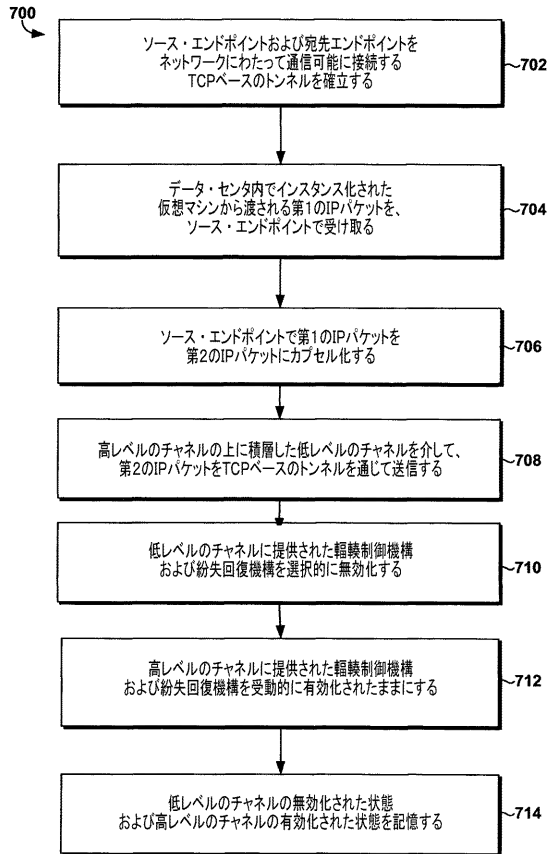 700
ソース・エンドポイントおよび宛先エンドポイントを
ネットワークにわたって通信可能に接続する
TCPベースのトンネルを確立する
702
データ・センタ内でインスタンス化された
仮想マシンから渡される第1のIPパケットを、
ソース・エンドポイントで受け取る
704
ソース・エンドポイントで第1のIPパケットを
第2のIPパケットにカプセル化する
706
高レベルのチャネルの上に積層した低レベルのチャネルを介して、
第2のIPパケットをTCPベースのトンネルを通じて送信する
708
低レベルのチャネルに提供された輻輳制御機構
および紛失回復機構を選択的に無効化する
710
高レベルのチャネルに提供された輻輳制御機構
および紛失回復機構を受動的に有効化されたままにする
712
低レベルのチャネルの無効化された状態
および高レベルのチャネルの有効化された状態を記憶する
714